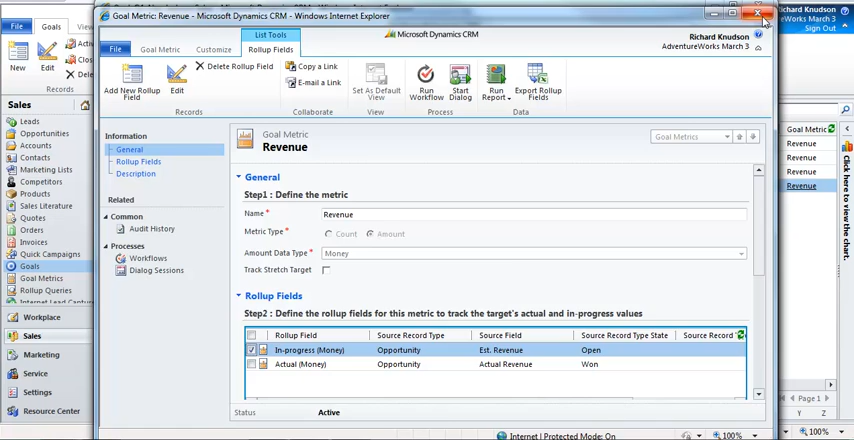 Goal Metric Revenue - Microsoft Dynamics CRM - Windows Internet Explorer
Richard Knudson
Sign Out
File
Goals
New
Edit
Records
File
Goal Metric
Customize
List Tools
Rollup Fields
Microsoft Dynamics CRM
Richard Knudson
AdventureWorks March 3
Add New Rollup Field
Edit
Delete Rollup Field
Records
Copy a Link
E-mail a Link
Collaborate
Set As Default View
View
Run Workflow
Start Dialog
Process
Run Report
Export Rollup Fields
Data
Sales
Leads
Opportunities
Accounts
Contacts
Marketing Lists
Competitors
Products
Sales Literature
Quotes
Orders
Invoices
Quick Campaigns
Goals
Goal Metrics
Rollup Queries
Workplace
Sales
Marketing
Service
Settings
Resource Center
Information
General
Rollup Fields
Description
Related
Common
Audit History
Processes
Workflows
Dialog Sessions
Goal Metric
Revenue
Goal Metrics
General
Step1 : Define the metric
Name *
Revenue
Metric Type *
Count
Amount
Amount Data Type *
Money
Track Stretch Target
Rollup Fields
Step2 : Define the rollup fields for this metric to track the target's actual and in-progress values
Rollup Field
Source Record Type
Source Field
Source Record Type State
Source Record
In-progress (Money)
Opportunity
Est. Revenue
Open
Actual (Money)
Opportunity
Actual Revenue
Won
Status
Active
Internet | Protected Mode: On
100%
AdventureWorks March 3
Goal Metric
Revenue
Revenue
Revenue
Revenue
Click here to view the chart.
Page 1
Y
Z
100%